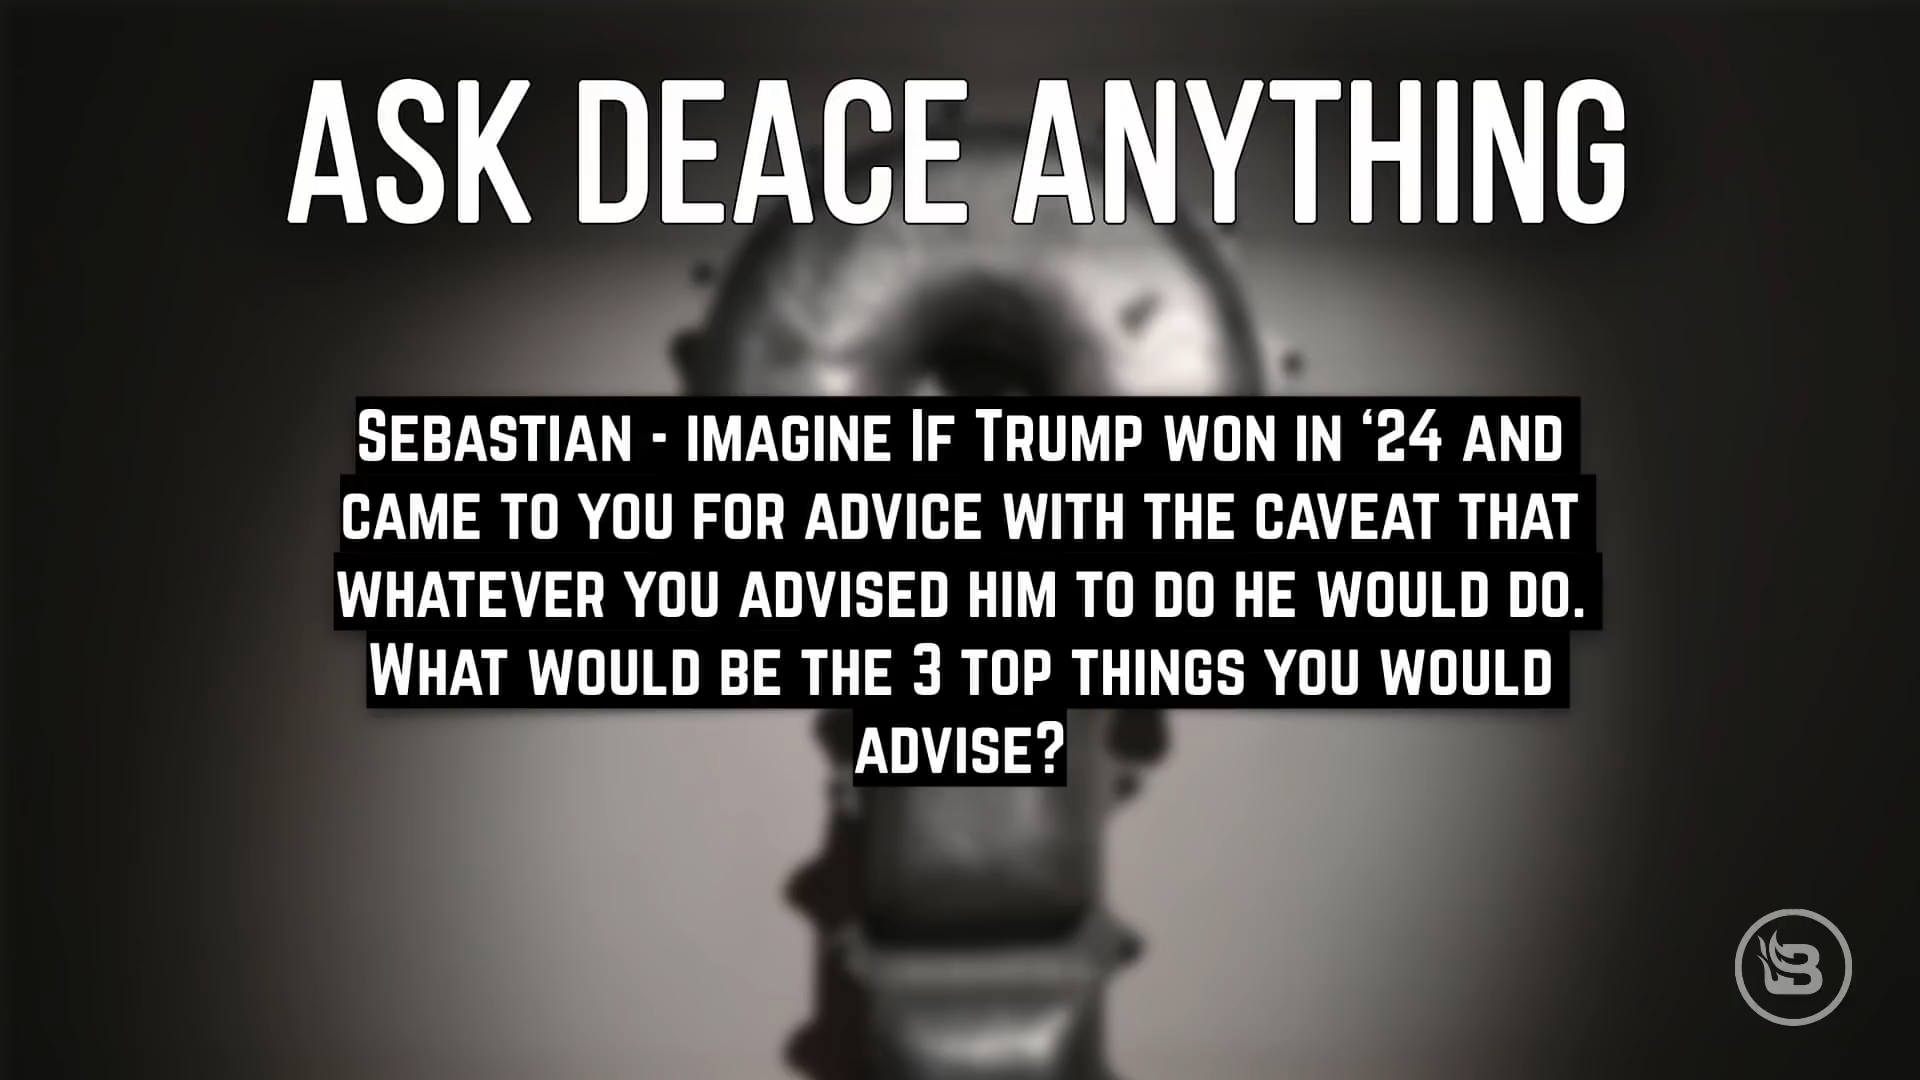 ASK DEACE ANYTHING
Sebastian - imagine If Trump won in ‘24 and
came to you for advice with the caveat that
whatever you advised him to do he would do.
What would be the 3 top things you would
advise?
B